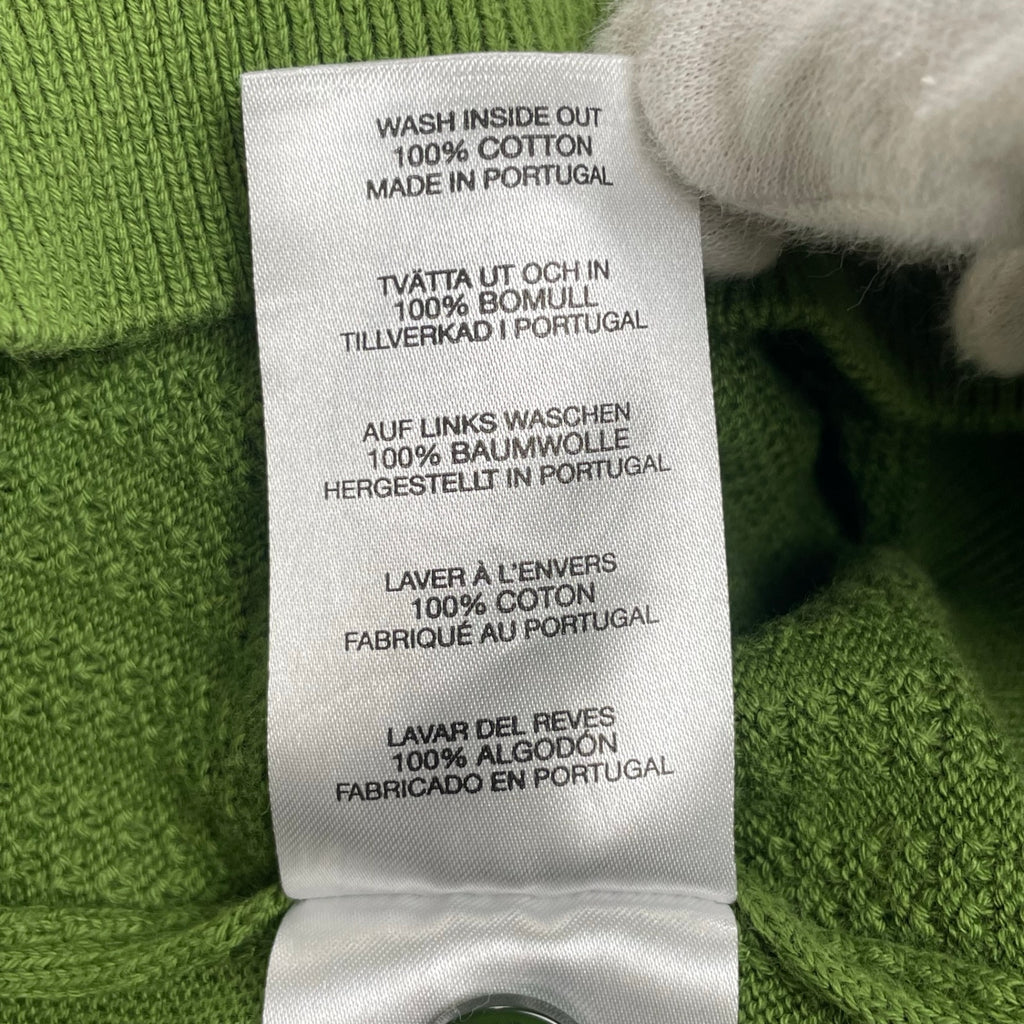 WASH INSIDE OUT
100% COTTON
MADE IN PORTUGAL
TVÄTTA UT OCH IN
100% BOMULL
TILLVERKAD I PORTUGAL
AUF LINKS WASCHEN
100% BAUMWOLLE
HERGESTELLT IN PORTUGAL
LAVER À L'ENVERS
100% COTON
FABRIQUÉ AU PORTUGAL
LAVAR DEL REVES
100% ALGODÓN
FABRICADO EN PORTUGAL